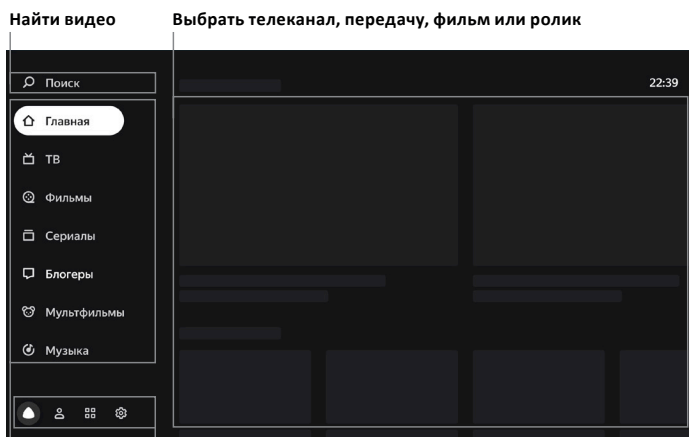 Найти видео
Выбрать телеканал, передачу, фильм или ролик
Поиск
22:39
Главная
ТВ
Фильмы
Сериалы
Блогеры
Мультфильмы
Музыка